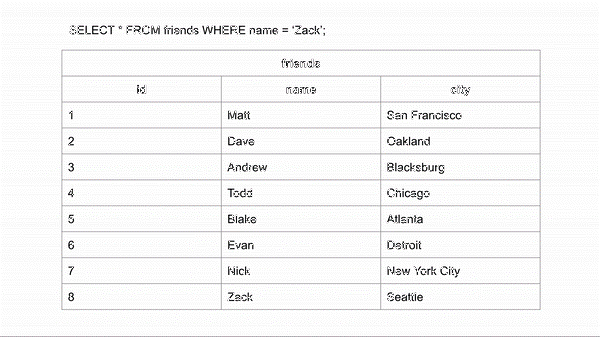 SELECT * FROM friends WHERE name = 'Zack';
friends
id name city
1 Matt San Francisco
2 Dave Oakland
3 Andrew Blacksburg
4 Todd Chicago
5 Blake Atlanta
6 Evan Detroit
7 Nick New York City
8 Zack Seattle